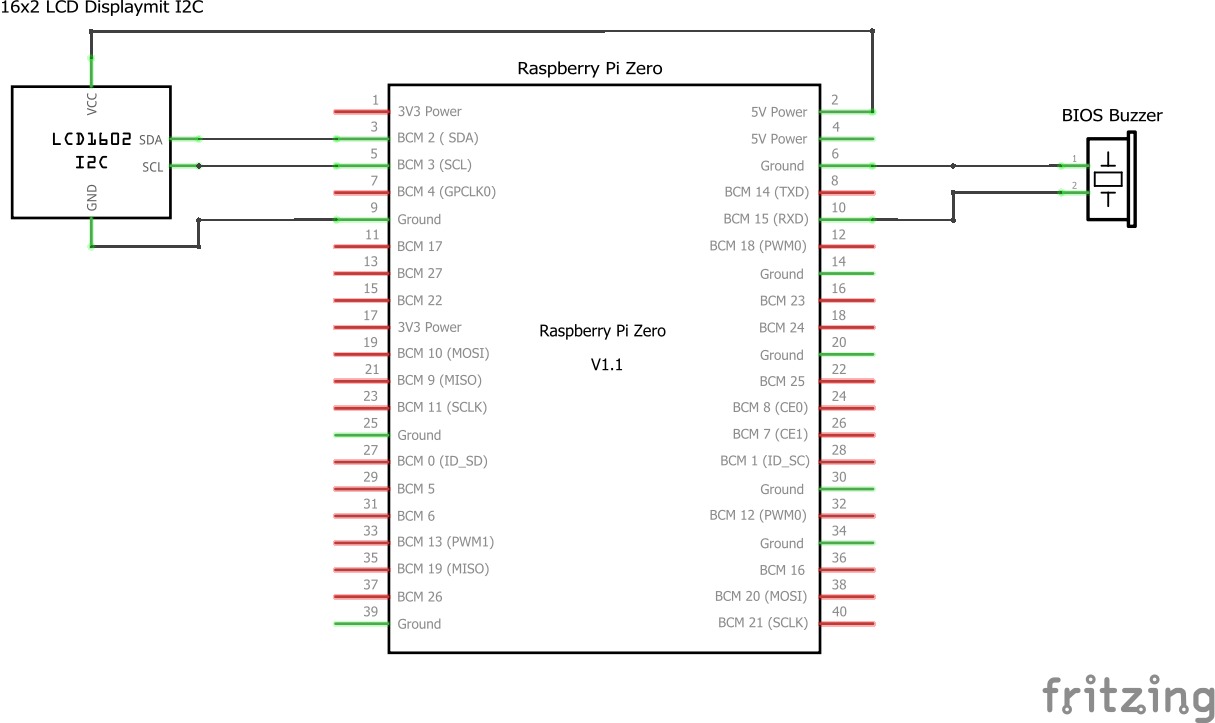 16x2 LCD Displaymit I2C
VCC
LCD1602
I2C
SDA
SCL
GND
Raspberry Pi Zero
1 3V3 Power 5V Power 2
3 BCM 2 ( SDA) 5V Power 4
5 BCM 3 (SCL) Ground 6
7 BCM 4 (GPCLK0) BCM 14 (TXD) 8
9 Ground BCM 15 (RXD) 10
11 BCM 17 BCM 18 (PWM0) 12
13 BCM 27 Ground 14
15 BCM 22 BCM 23 16
17 3V3 Power BCM 24 18
19 BCM 10 (MOSI) Ground 20
21 BCM 9 (MISO) BCM 25 22
23 BCM 11 (SCLK) BCM 8 (CE0) 24
25 Ground BCM 7 (CE1) 26
27 BCM 0 (ID_SD) BCM 1 (ID_SC) 28
29 BCM 5 Ground 30
31 BCM 6 BCM 12 (PWM0) 32
33 BCM 13 (PWM1) Ground 34
35 BCM 19 (MISO) BCM 16 36
37 BCM 26 BCM 20 (MOSI) 38
39 Ground BCM 21 (SCLK) 40
Raspberry Pi Zero
V1.1
BIOS Buzzer
1
2
fritzing